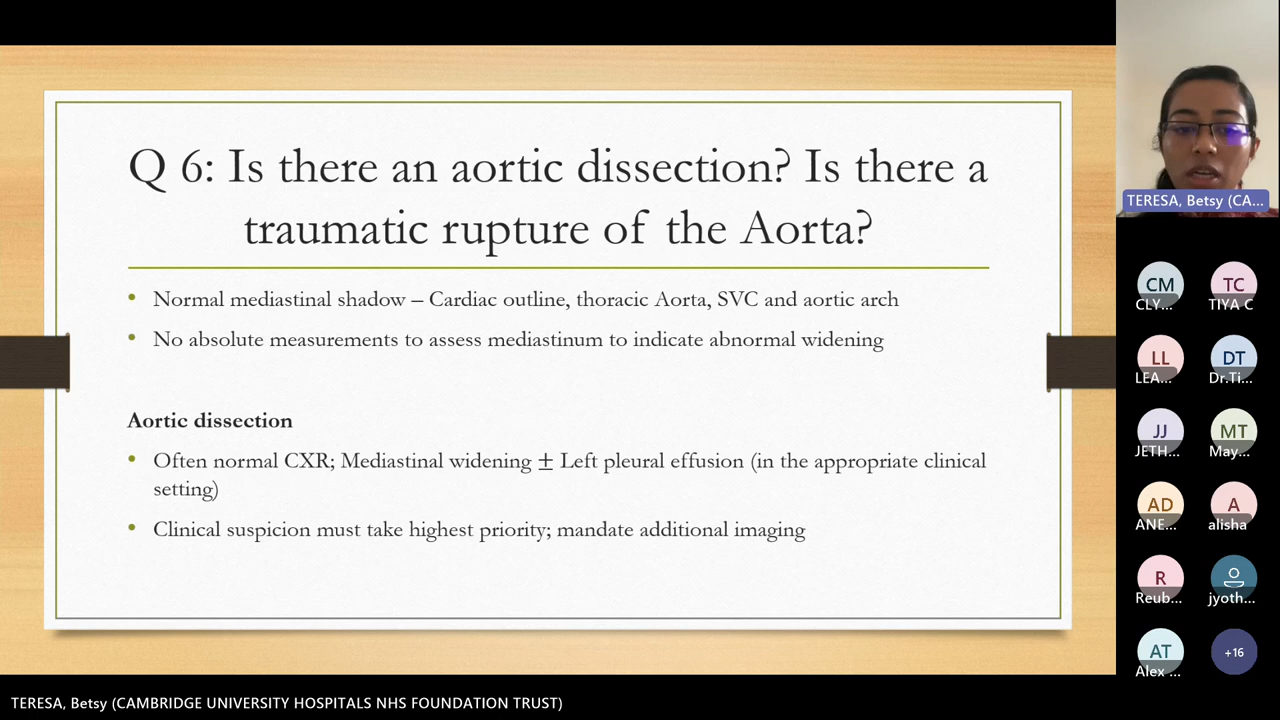 Q 6: Is there an aortic dissection? Is there a
traumatic rupture of the Aorta?
• Normal mediastinal shadow – Cardiac outline, thoracic Aorta, SVC and aortic arch
• No absolute measurements to assess mediastinum to indicate abnormal widening
Aortic dissection
• Often normal CXR; Mediastinal widening ± Left pleural effusion (in the appropriate clinical
setting)
• Clinical suspicion must take highest priority; mandate additional imaging
TERESA, Betsy (CA...
CM
CLY...
TC
TIYA C
LL
LEA...
DT
Dr.Ti...
JJ
JETH...
MT
May...
AD
ANE...
A
alisha
R
Reub...
jyoth...
AT
Alex ...
+16
TERESA, Betsy (CAMBRIDGE UNIVERSITY HOSPITALS NHS FOUNDATION TRUST)